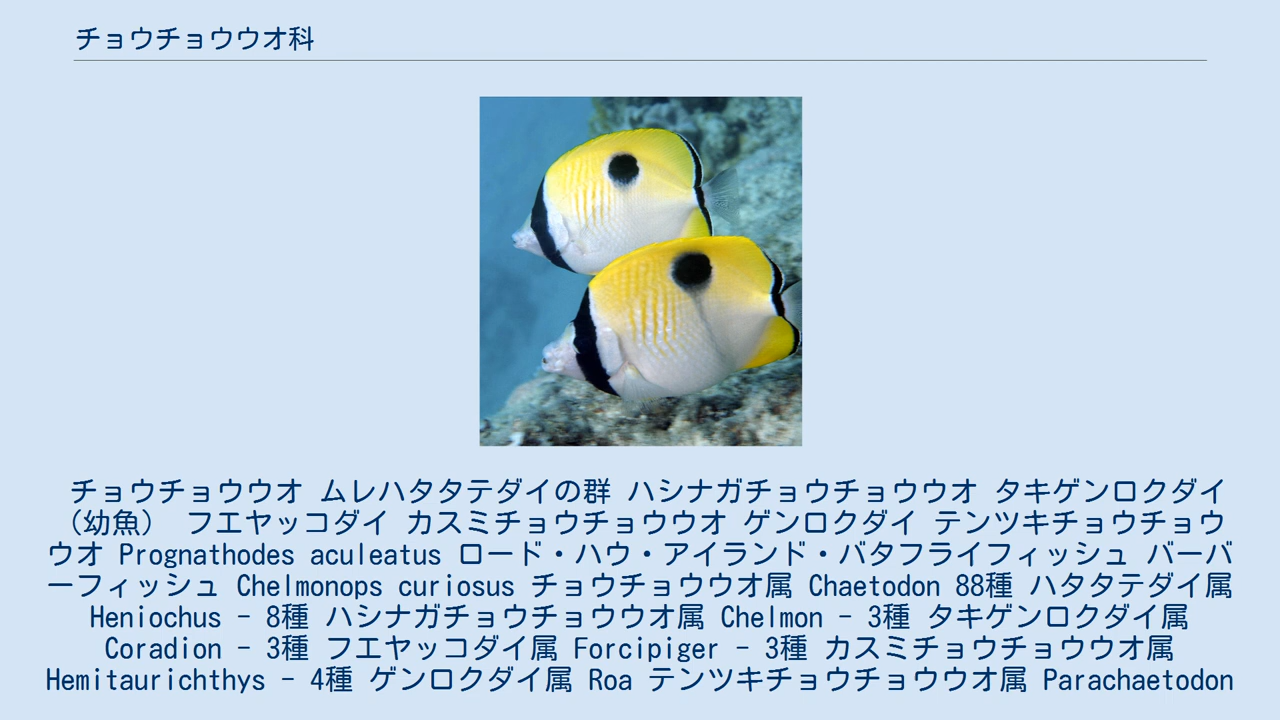 チョウチョウウオ科
チョウチョウウオ ムレハタタテダイの群 ハシナガチョウチョウウオ タキゲンロクダイ
（幼魚） フエヤッコダイ カスミチョウチョウウオ ゲンロクダイ テンツキチョウチョウ
ウオ Prognathodes aculeatus ロード・ハウ・アイランド・バタフライフィッシュ バーバ
ーフィッシュ Chelmonops curiosus チョウチョウウオ属 Chaetodon 88種 ハタタテダイ属
Heniochus - 8種 ハシナガチョウチョウウオ属 Chelmon - 3種 タキゲンロクダイ属
Coradion - 3種 フエヤッコダイ属 Forcipiger - 3種 カスミチョウチョウウオ属
Hemitaurichthys - 4種 ゲンロクダイ属 Roa テンツキチョウチョウウオ属 Parachaetodon